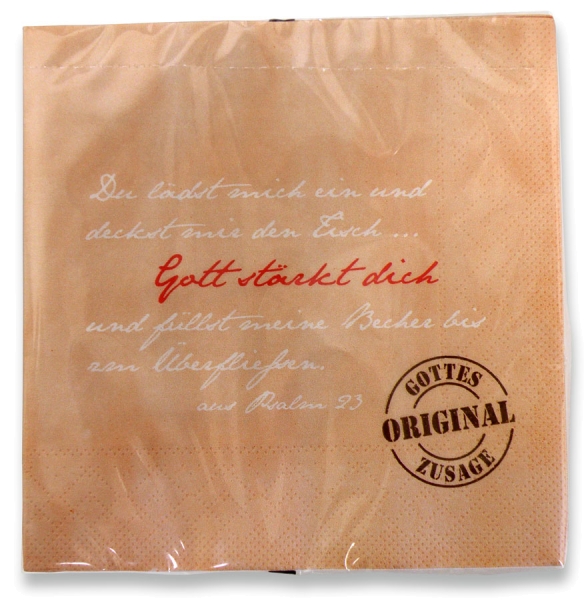 Du lädst mich ein und
deckst mir den Tisch ...
Gott stärkt dich
und füllst meine Becher bis
zum Überfließen.
aus Psalm 23
GOTTES
ORIGINAL
ZUSAGE